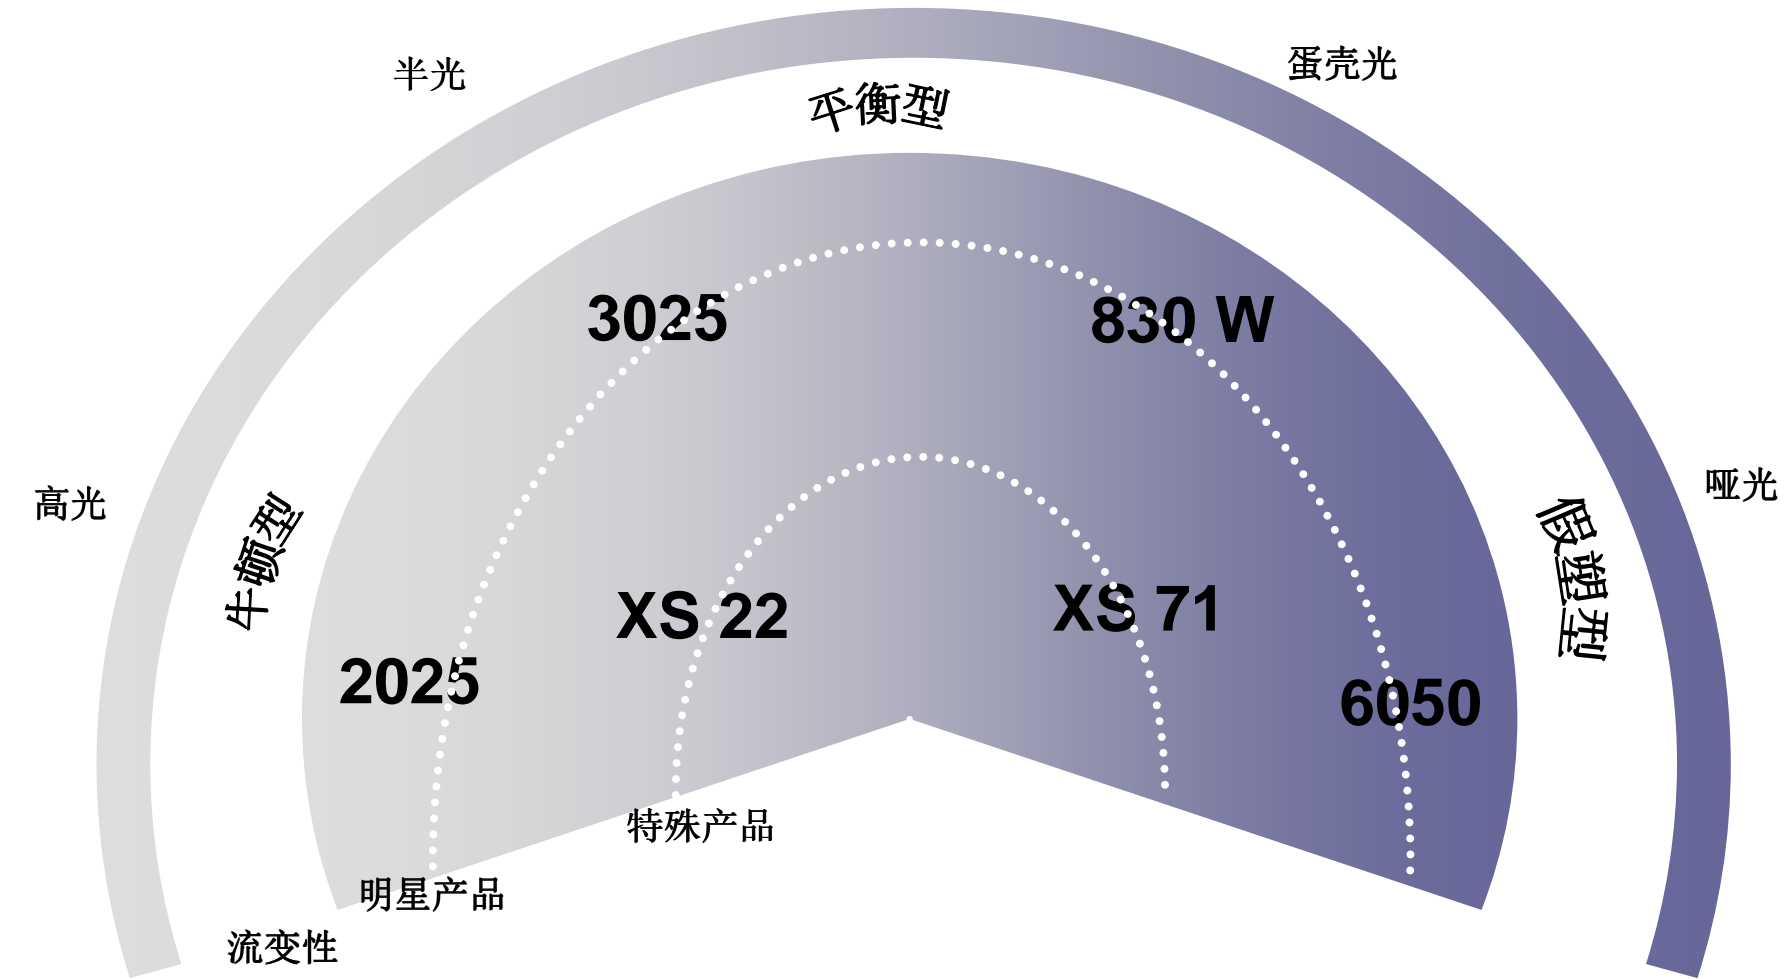 半光
蛋壳光
平衡型
3025
830 W
高光
哑光
牛顿型
假塑型
XS 22
XS 71
2025
6050
特殊产品
明星产品
流变性